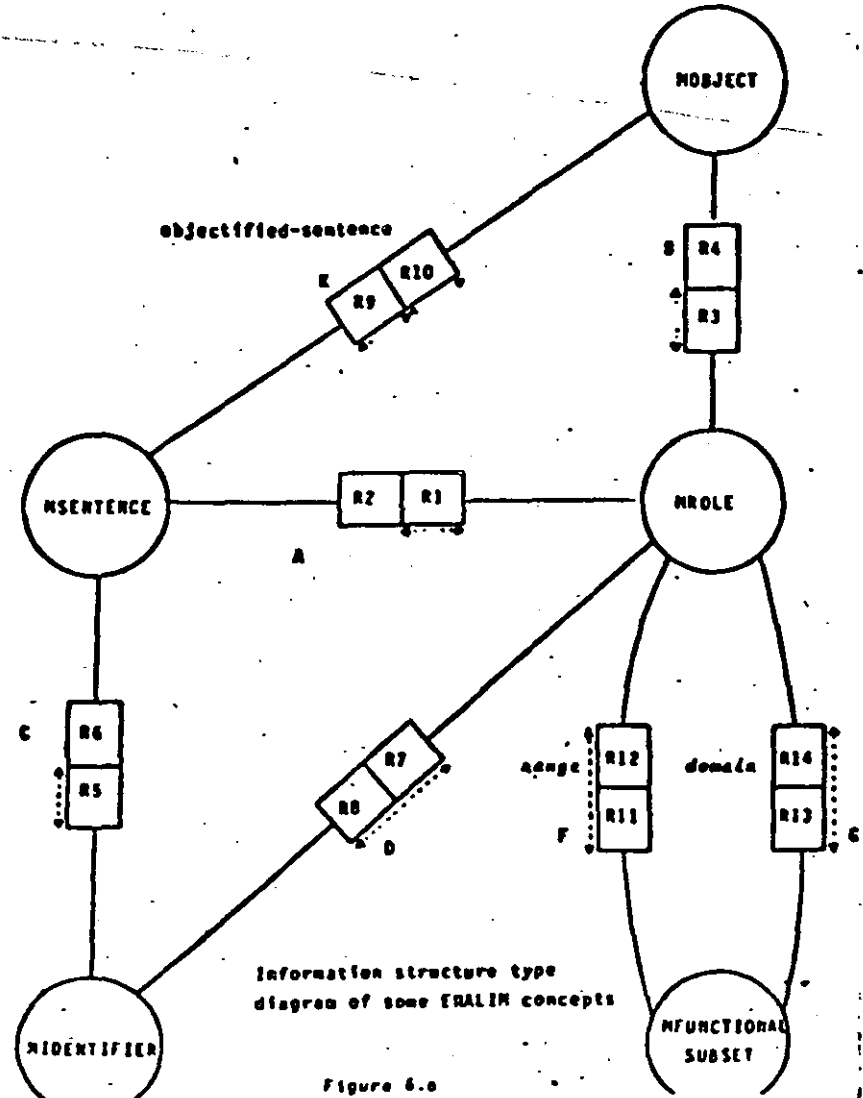 MOBJECT
objectified-sentence
B
R4
R10
K
R9
R3
MSENTENCE
R2
R1
MROLE
A
C
R6
R7
range
R12
domain
R14
R5
R8
R11
R13
F
G
D
Information structure type
diagram of some ENALIM concepts
MIDENTIFIER
MFUNCTIONAL
SUBSET
Figure 6.e